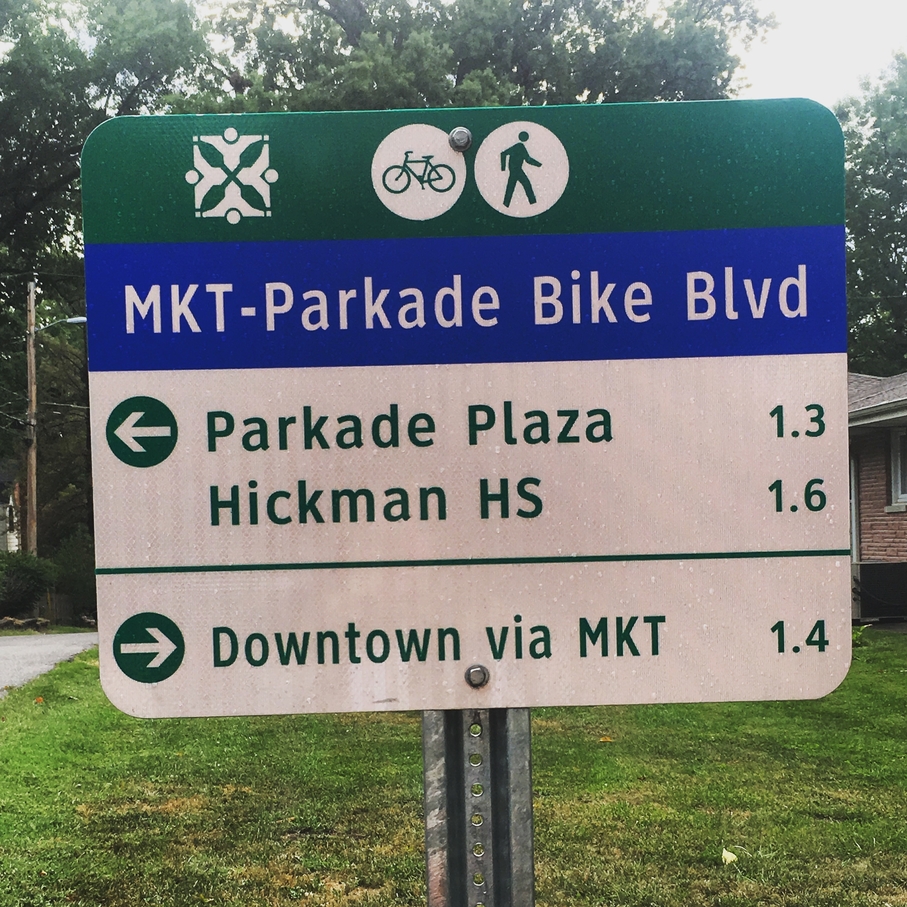 MKT-Parkade Bike Blvd
Parkade Plaza 1.3
Hickman HS 1.6
Downtown via MKT 1.4